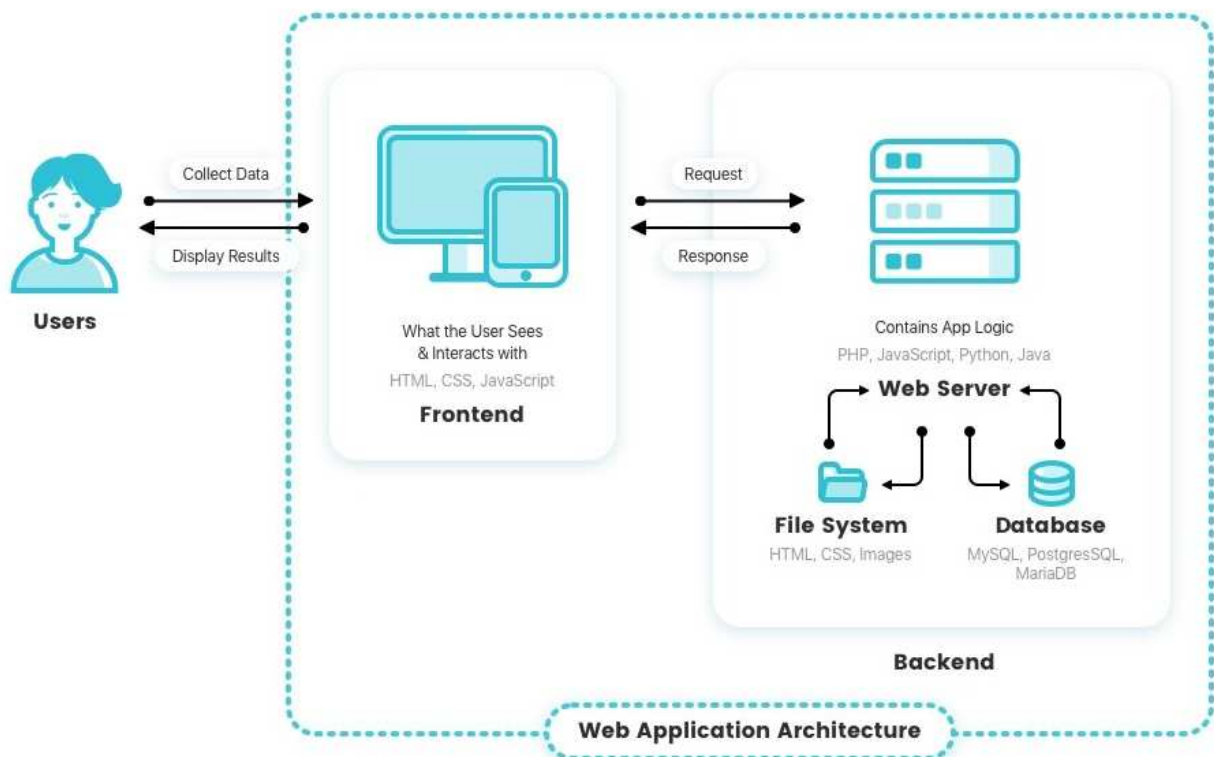 Collect Data
Display Results
Users
What the User Sees
& Interacts with
HTML, CSS, JavaScript
Frontend
Request
Response
Contains App Logic
PHP, JavaScript, Python, Java
Web Server
File System
HTML, CSS, Images
Database
MySQL, PostgresSQL,
MariaDB
Backend
Web Application Architecture